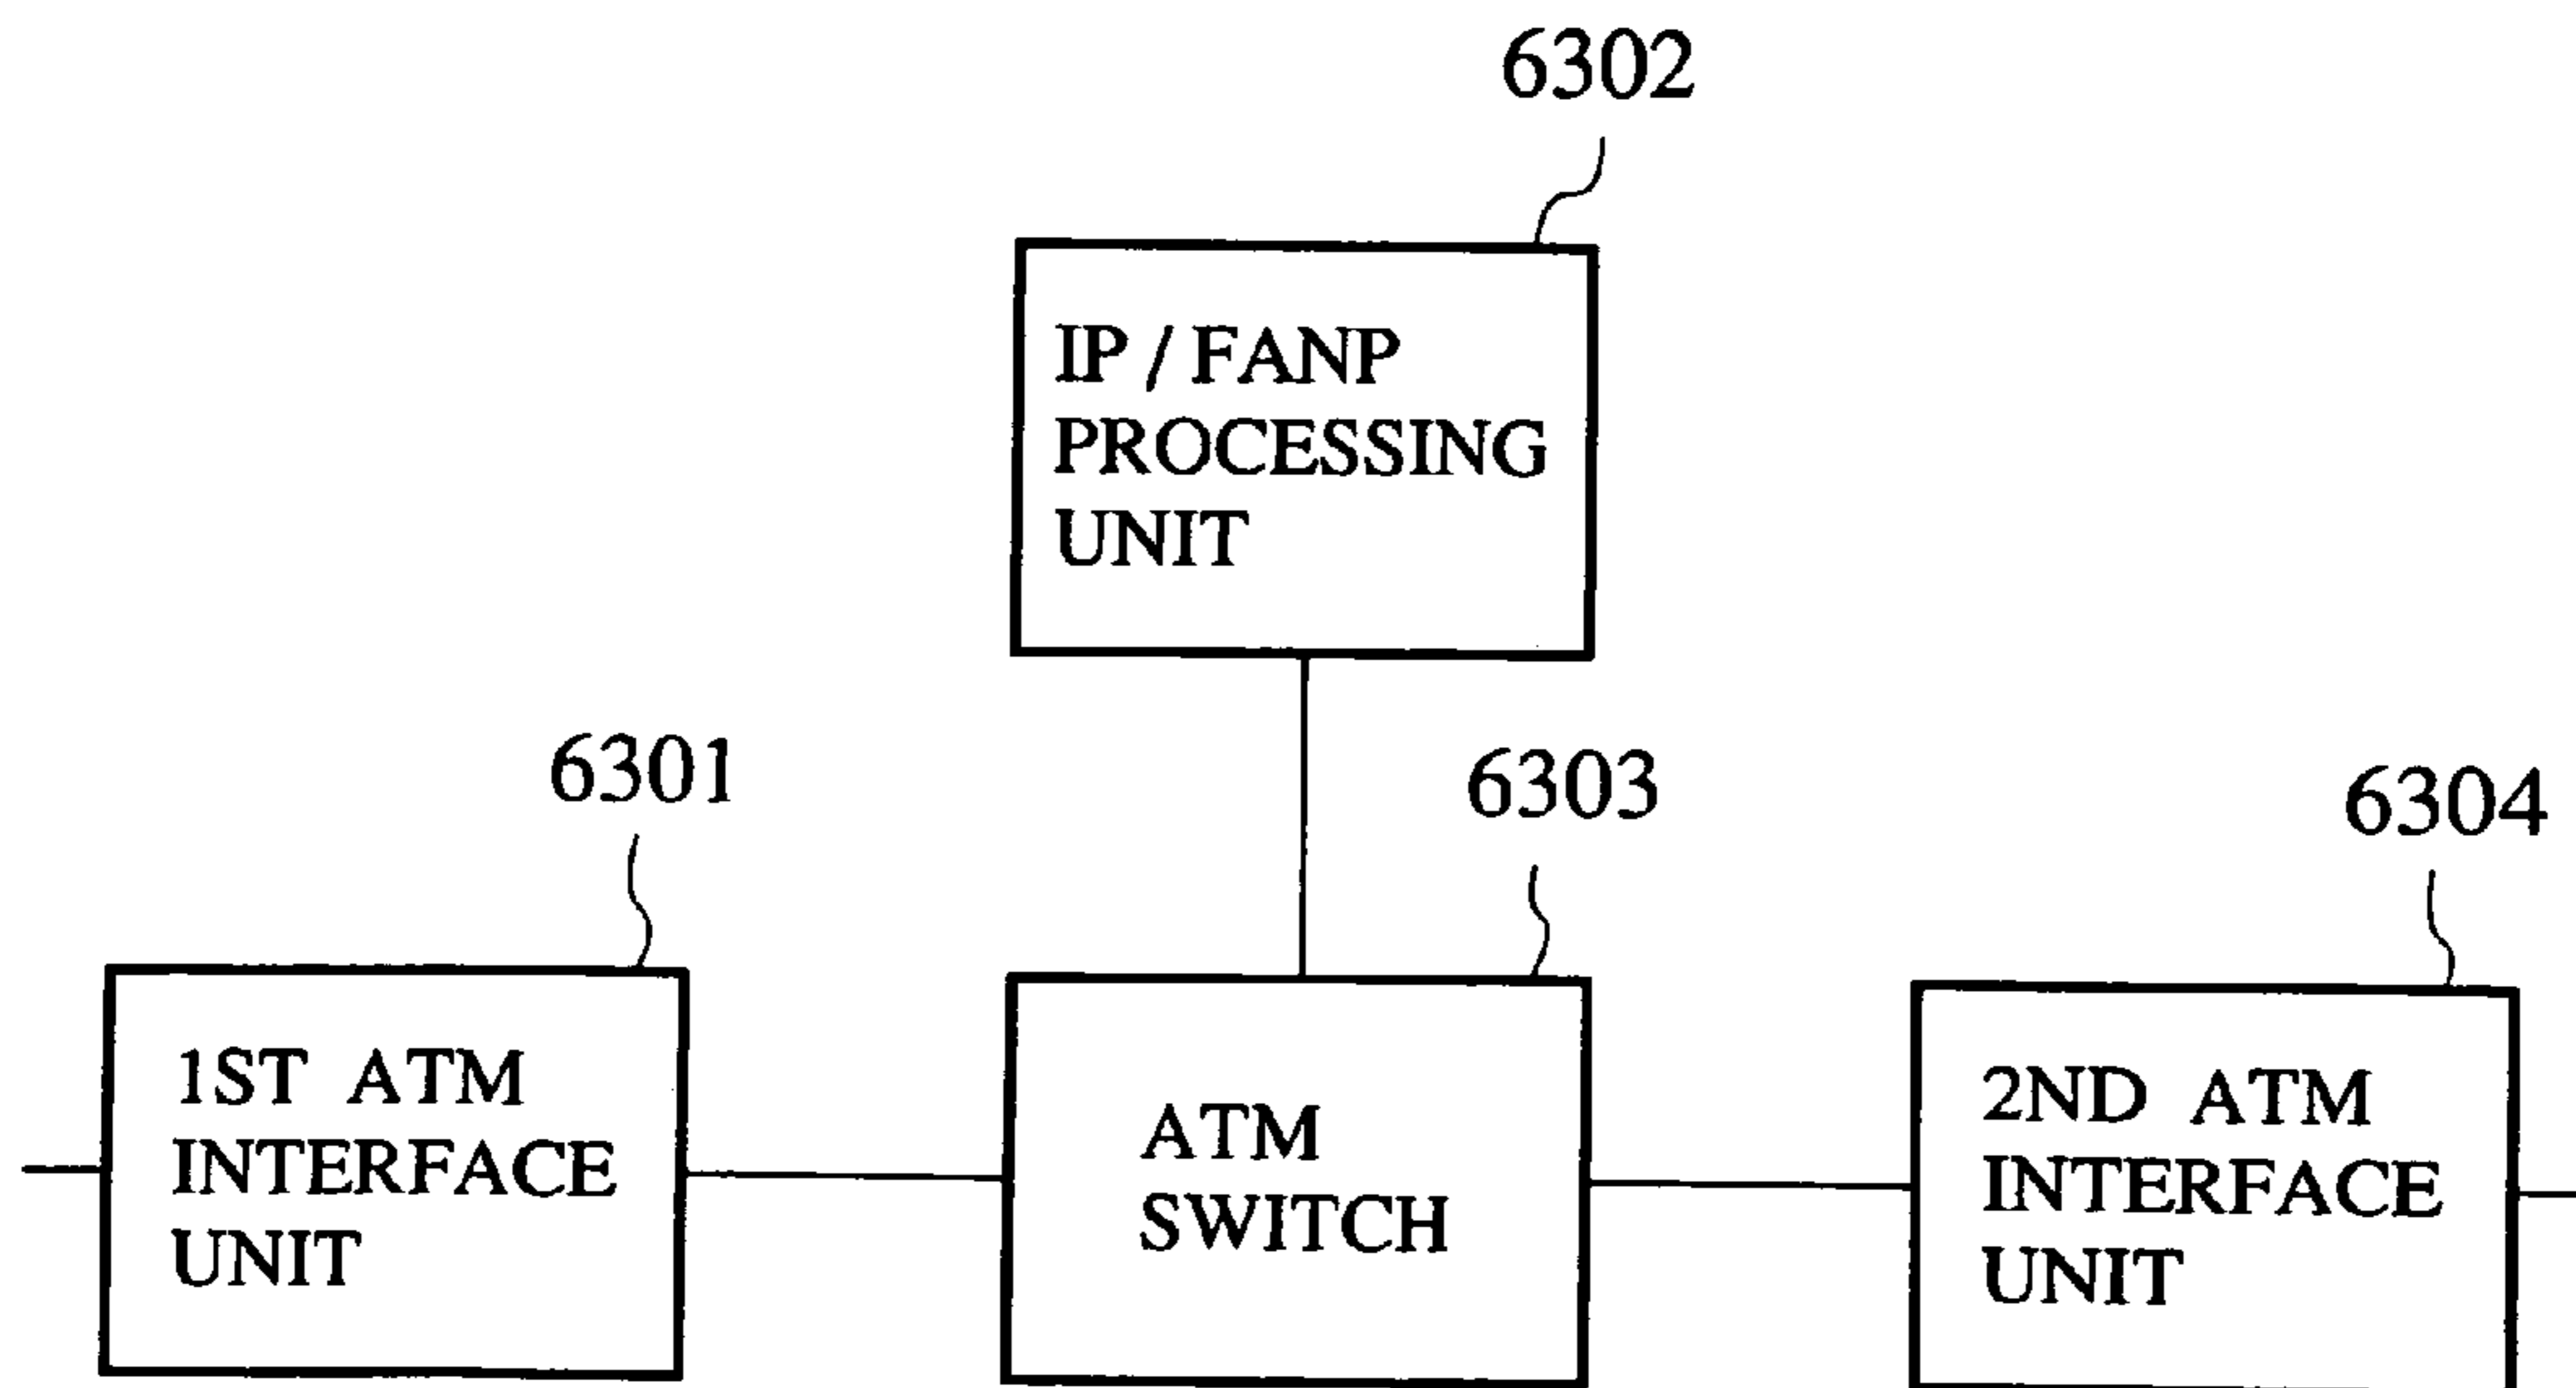 6302
IP / FANP
PROCESSING
UNIT
6301
6303
6304
1ST ATM
INTERFACE
UNIT
ATM
SWITCH
2ND ATM
INTERFACE
UNIT